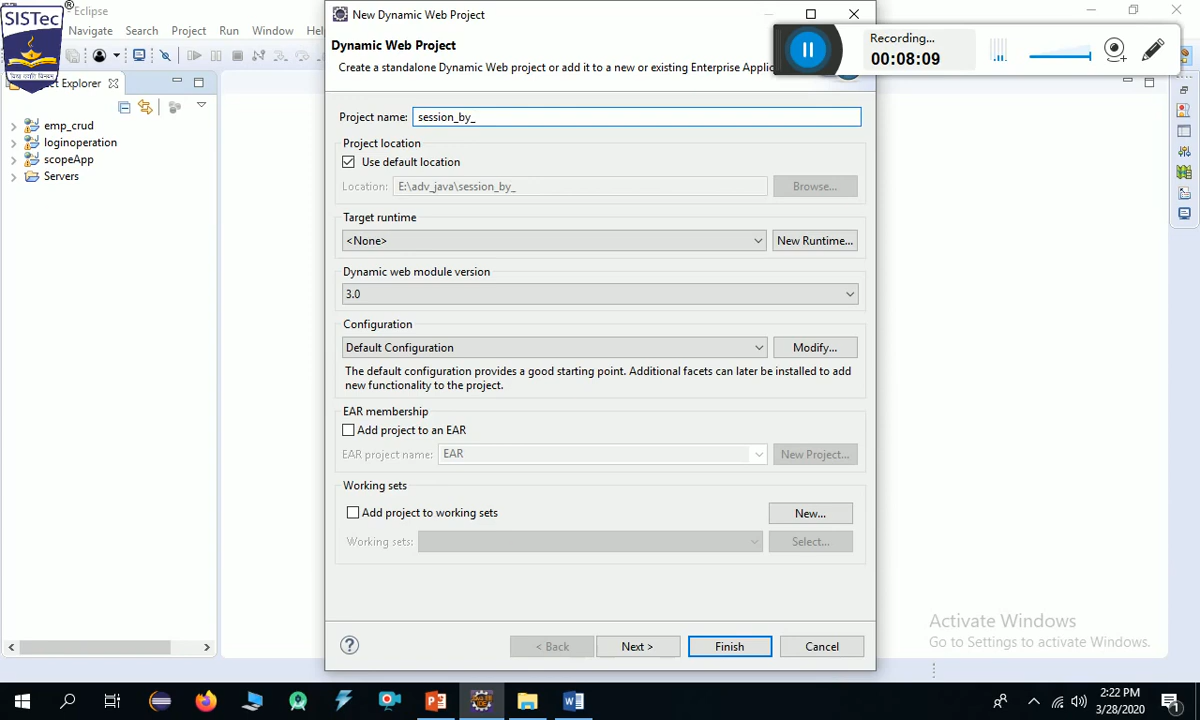 SISTec
®
Eclipse
Navigate Search Project Run Window
ect Explorer
emp_crud
loginoperation
scopeApp
Servers
New Dynamic Web Project
Dynamic Web Project
Create a standalone Dynamic Web project or add it to a new or existing Enterprise
Recording...
00:08:09
Project name: session_by_
Project location
Use default location
Location: E:\adv_java\session_by_ Browse...
Target runtime
<None> New Runtime...
Dynamic web module version
3.0
Configuration
Default Configuration Modify...
The default configuration provides a good starting point. Additional facets can later be installed to add
new functionality to the project.
EAR membership
Add project to an EAR
EAR project name: EAR New Project...
Working sets
Add project to working sets New...
Working sets: Select...
Activate Windows
Go to Settings to activate Windows.
< Back Next > Finish Cancel
2:22 PM
3/28/2020
1